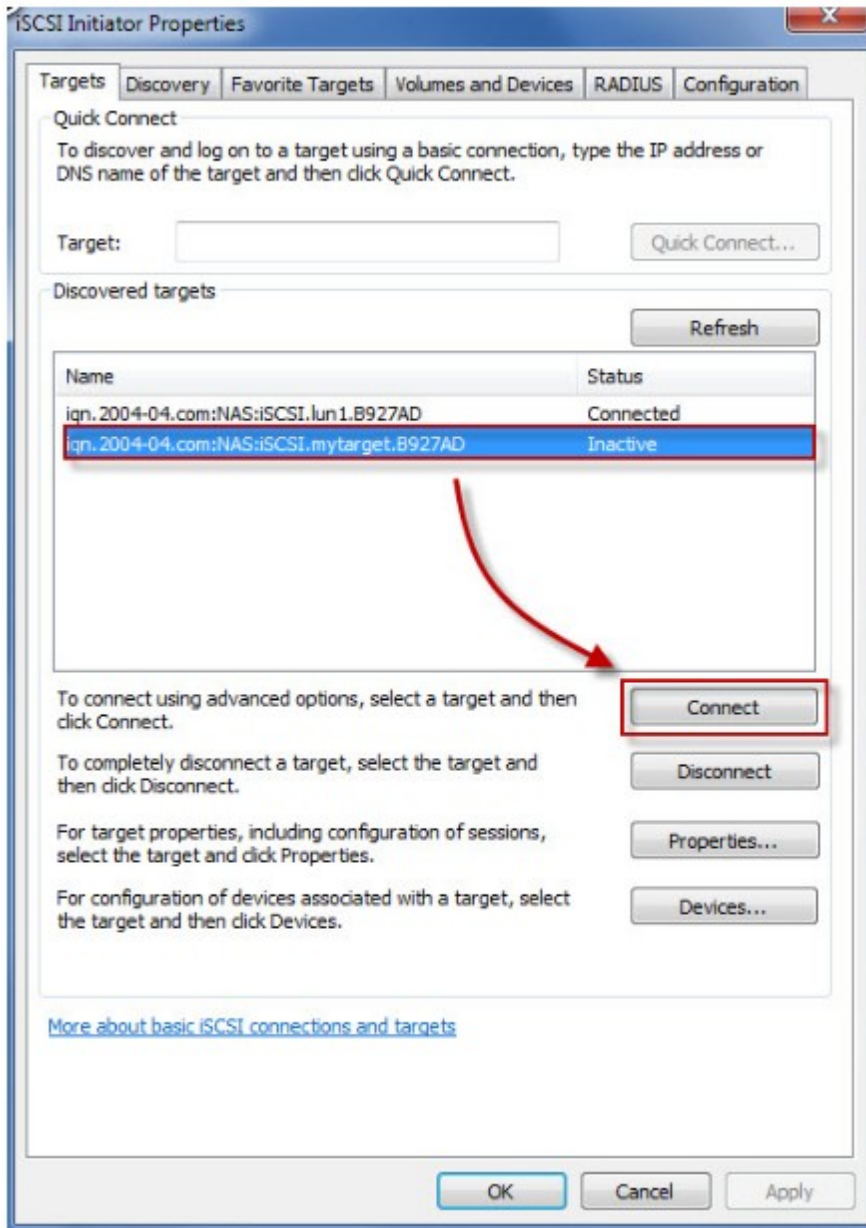 iSCSI Initiator Properties
Targets Discovery Favorite Targets Volumes and Devices RADIUS Configuration
Quick Connect
To discover and log on to a target using a basic connection, type the IP address or
DNS name of the target and then click Quick Connect.
Target:
Quick Connect...
Discovered targets
Refresh
Name Status
iqn.2004-04.com:NAS:iSCSI.lun1.B927AD Connected
iqn.2004-04.com:NAS:iSCSI.mytarget.B927AD Inactive
To connect using advanced options, select a target and then
click Connect.
Connect
To completely disconnect a target, select the target and
then click Disconnect.
Disconnect
For target properties, including configuration of sessions,
select the target and click Properties.
Properties...
For configuration of devices associated with a target, select
the target and then click Devices.
Devices...
More about basic iSCSI connections and targets
OK Cancel Apply